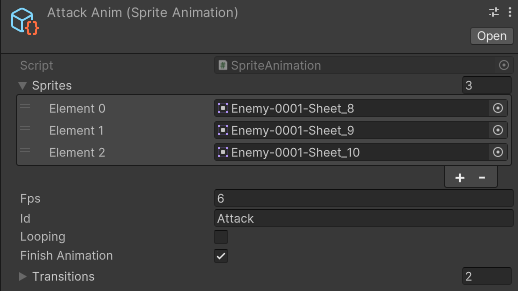 Attack Anim (Sprite Animation)
Open
Script SpriteAnimation
Sprites 3
Element 0 Enemy-0001-Sheet_8
Element 1 Enemy-0001-Sheet_9
Element 2 Enemy-0001-Sheet_10
+ -
Fps 6
Id Attack
Looping
Finish Animation
Transitions 2